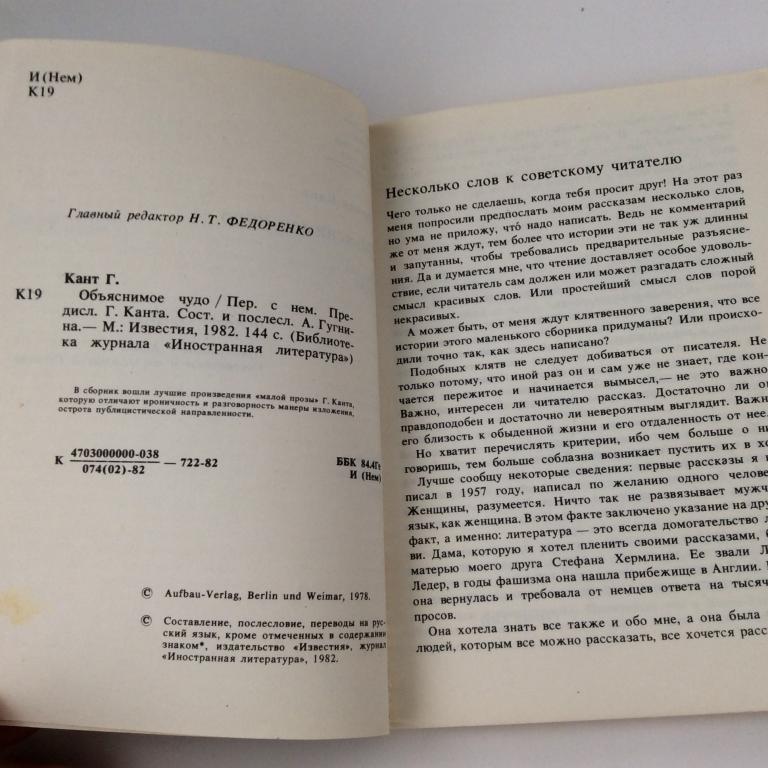 И (Нем)
К19
Главный редактор Н. Т. ФЕДОРЕНКО
Кант Г.
К19 Объяснимое чудо / Пер. с нем. Пре-
дисл. Г. Канта. Сост. и послесл. А. Гугни-
на.— М.: Известия, 1982. 144 с. (Библиоте-
ка журнала «Иностранная литература»)
В сборник вошли лучшие произведения «малой прозы» Г. Канта,
которую отличают ироничность и разговорность манеры изложения,
острота публицистической направленности.
К 4703000000-038
074(02)-82 — 722-82
ББК 84.4Г
И (Нем)
© Aufbau-Verlag, Berlin und Weimar, 1978.
© Составление, послесловие, переводы на рус-
ский язык, кроме отмеченных в содержании
знаком*, издательство «Известия», журнал
«Иностранная литература», 1982.
Несколько слов к советскому читателю
Чего только не сделаешь, когда тебя просит друг! На этот раз
меня попросили предпослать моим рассказам несколько слов,
но ума не приложу, что́ надо написать. Ведь не комментарий
же от меня ждут, тем более что истории эти не так уж длинны
и запутанны, чтобы требовались предварительные разъясне-
ния. Да и думается мне, что чтение доставляет особое удоволь-
ствие, если читатель сам должен или может разгадать сложный
смысл красивых слов. Или простейший смысл слов порой
некрасивых.
А может быть, от меня ждут клятвенного заверения, что все
истории этого маленького сборника придуманы? Или происхо-
дили точно так, как здесь написано?
Подобных клятв не следует добиваться от писателя. Не
только потому, что иной раз он и сам уже не знает, где кон-
чается пережитое и начинается вымысел,— не это важно
Важно, интересен ли читателю рассказ. Достаточно ли о
правдоподобен и достаточно ли невероятным выглядит. Важн
его близость к обыденной жизни и его отдаленность от нее.
Но хватит перечислять критерии, ибо чем больше о ни
говоришь, тем больше соблазна возникает пустить их в хо
Лучше сообщу некоторые сведения: первые рассказы я н
писал в 1957 году, написал по желанию одного челове
Женщины, разумеется. Ничто так не развязывает мужч
язык, как женщина. В этом факте заключено указание на дру
факт, а именно: литература — это всегда домогательство л
ви. Дама, которую я хотел пленить своими рассказами, б
матерью моего друга Стефана Хермлина. Ее звали Л
Ледер, в годы фашизма она нашла прибежище в Англии.
она вернулась и требовала от немцев ответа на тысяч
просов.
Она хотела знать все также и обо мне, а она была
людей, которым все можно рассказать, все хочется расс